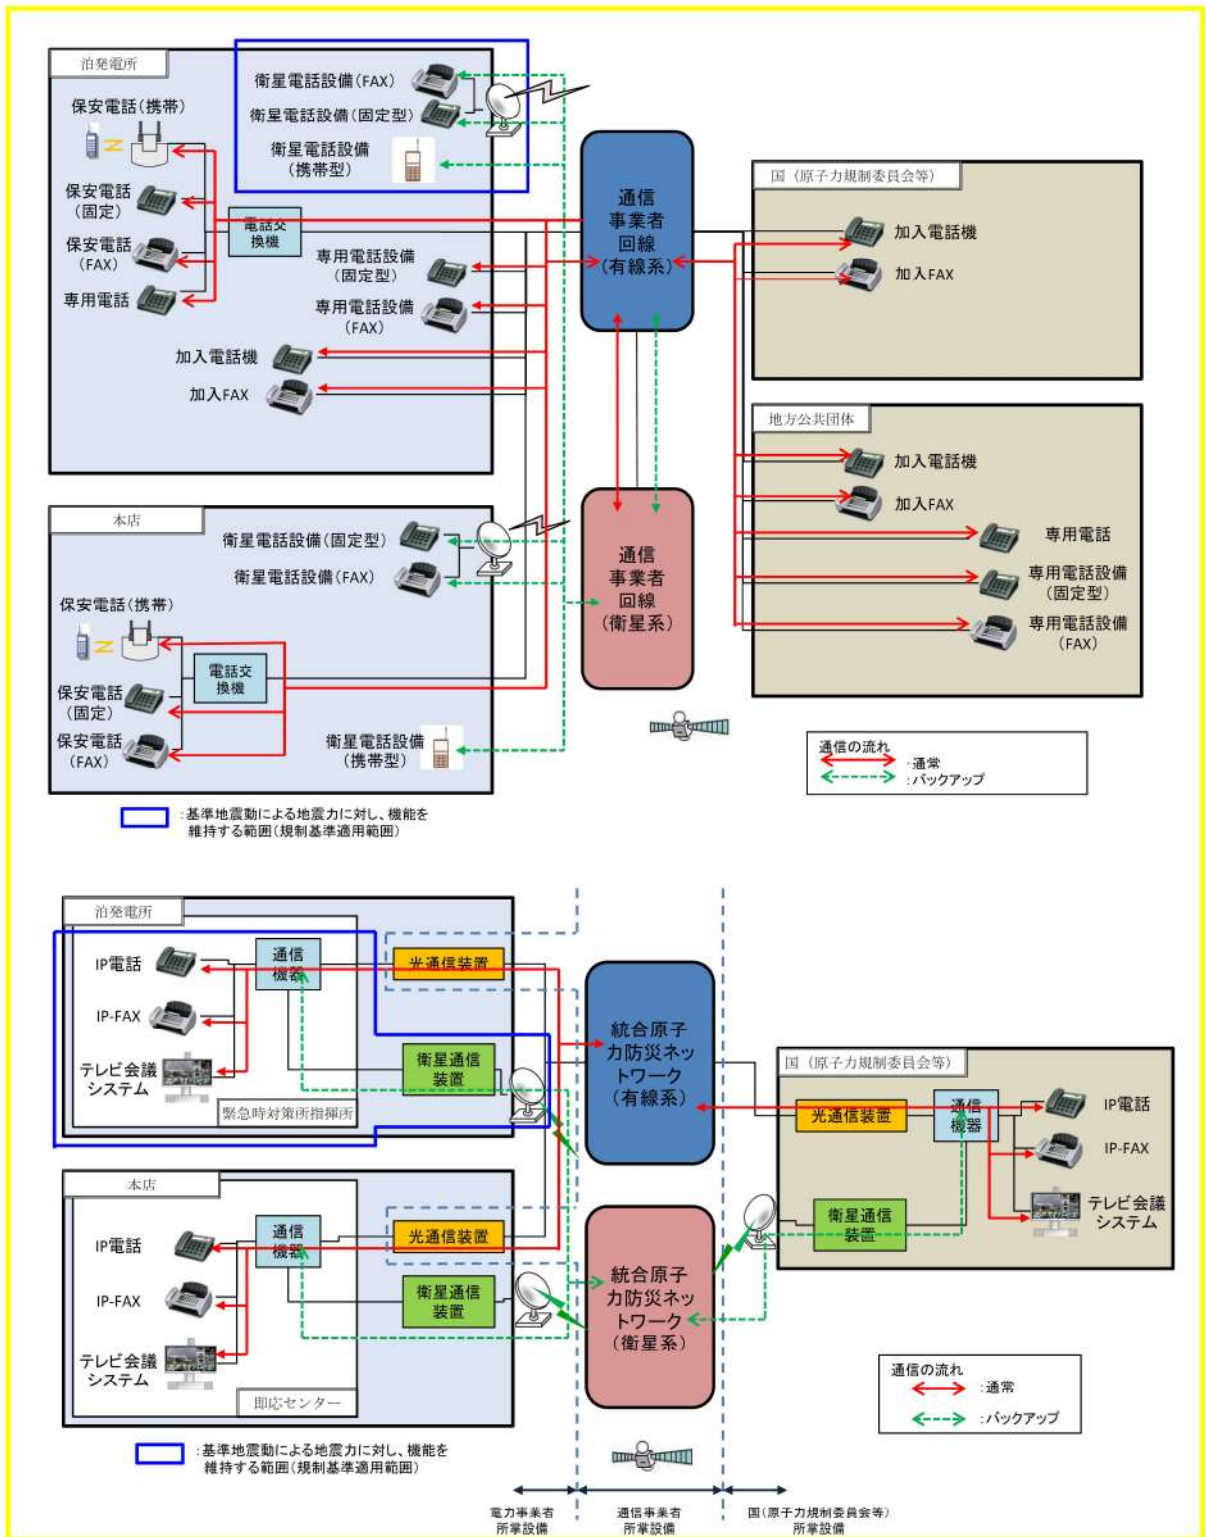 泊発電所
衛星電話設備(FAX)
保安電話(携帯)
衛星電話設備(固定型)
衛星電話設備
(携帯型)
保安電話
(固定)
電話交
換機
保安電話
(FAX)
専用電話設備
(固定型)
専用電話
専用電話設備
(FAX)
加入電話機
加入FAX
通信
事業者
回線
(有線系)
国(原子力規制委員会等)
加入電話機
加入FAX
地方公共団体
加入電話機
加入FAX
専用電話
専用電話設備
(固定型)
専用電話設備
(FAX)
本店
衛星電話設備(固定型)
衛星電話設備(FAX)
保安電話(携帯)
電話交
換機
保安電話
(固定)
保安電話
(FAX)
衛星電話設備
(携帯型)
通信
事業者
回線
(衛星系)
通信の流れ
:通常
:バックアップ
:基準地震動による地震力に対し、機能を
維持する範囲(規制基準適用範囲)
泊発電所
IP電話
通信
機器
光通信装置
IP-FAX
テレビ会議
システム
衛星通信
装置
緊急時対策所指揮所
統合原子
力防災ネッ
トワーク
(有線系)
国(原子力規制委員会等)
光通信装置
通信
機器
IP電話
IP-FAX
衛星通信
装置
テレビ会議
システム
本店
IP電話
通信
機器
光通信装置
IP-FAX
衛星通信
装置
テレビ会議
システム
即応センター
統合原子
力防災ネッ
トワーク
(衛星系)
通信の流れ
:通常
:バックアップ
:基準地震動による地震力に対し、機能を
維持する範囲(規制基準適用範囲)
電力事業者
所掌設備
通信事業者
所掌設備
国(原子力規制委員会等)
所掌設備